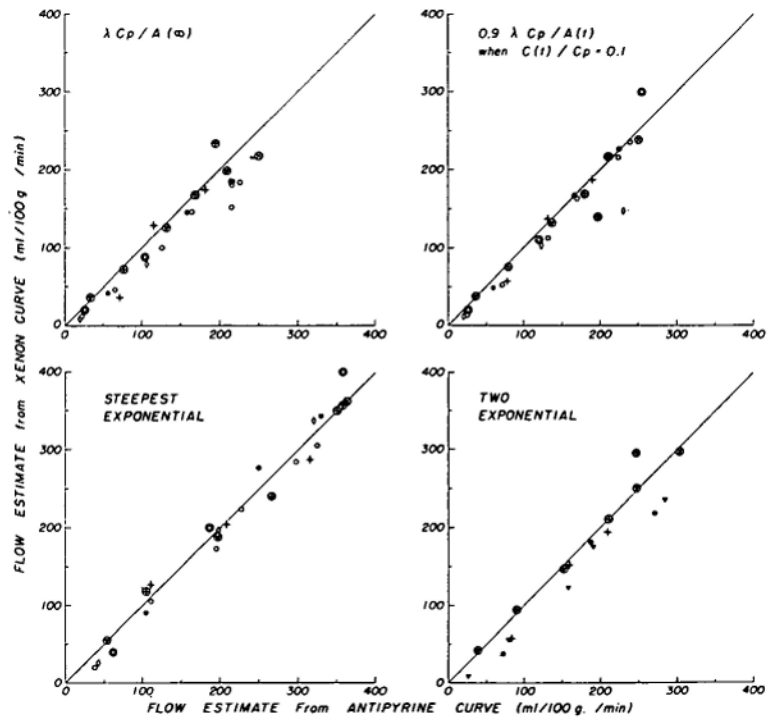 400
λ Cp / A (∞)
300
200
100
0
0 100 200 300 400
400
0.9 λ Cp / A(t)
when C(t) / Cp = 0.1
300
200
100
0
0 100 200 300 400
400
STEEPEST
EXPONENTIAL
300
200
100
0
0 100 200 300 400
400
TWO
EXPONENTIAL
300
200
100
0
0 100 200 300 400
FLOW ESTIMATE from XENON CURVE (ml/100 g /min)
FLOW ESTIMATE From ANTIPYRINE CURVE (ml/100 g. /min)